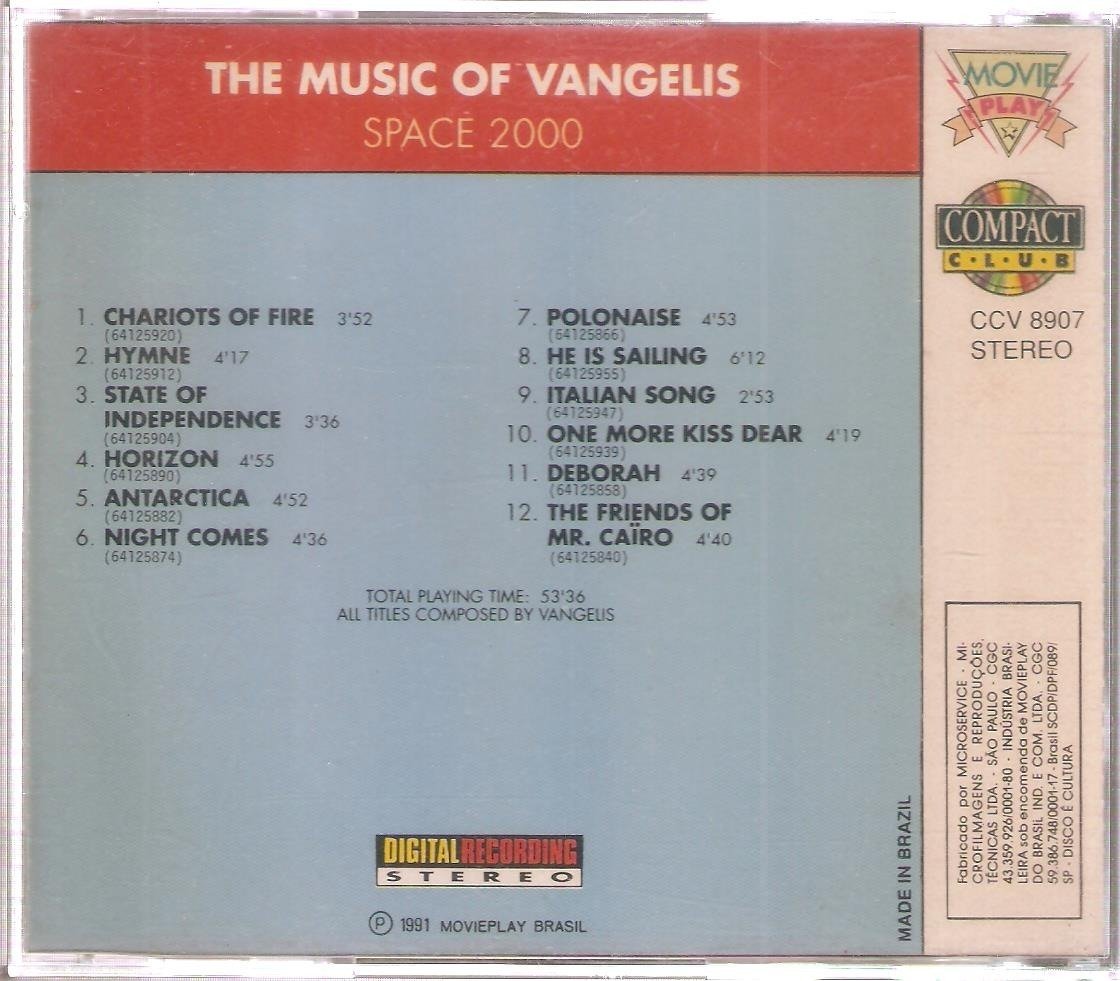 THE MUSIC OF VANGELIS
SPACE 2000
1. CHARIOTS OF FIRE 3'52
(64125920)
2. HYMNE 4'17
(64125912)
3. STATE OF
INDEPENDENCE 3'36
(64125904)
4. HORIZON 4'55
(64125890)
5. ANTARCTICA 4'52
(64125882)
6. NIGHT COMES 4'36
(64125874)
7. POLONAISE 4'53
(64125866)
8. HE IS SAILING 6'12
(64125955)
9. ITALIAN SONG 2'53
(64125947)
10. ONE MORE KISS DEAR 4'19
(64125939)
11. DEBORAH 4'39
(64125858)
12. THE FRIENDS OF
MR. CAÏRO 4'40
(64125840)
TOTAL PLAYING TIME: 53'36
ALL TITLES COMPOSED BY VANGELIS
DIGITAL RECORDING
STEREO
Ⓟ 1991 MOVIEPLAY BRASIL
MADE IN BRAZIL
MOVIE
PLAY
COMPACT
C·L·U·B
CCV 8907
STEREO
Fabricado por MICROSERVICE - MI-
CROFILMAGENS E REPRODUÇÕES,
TÉCNICAS LTDA. - SÃO PAULO - CGC
43.359.926/0001-80 - INDÚSTRIA BRASI-
LEIRA sob encomenda de MOVIEPLAY
DO BRASIL IND. E COM. LTDA. - CGC
59.386.748/0001-17 - Brasil SCDP/DPF/089/
SP - DISCO É CULTURA